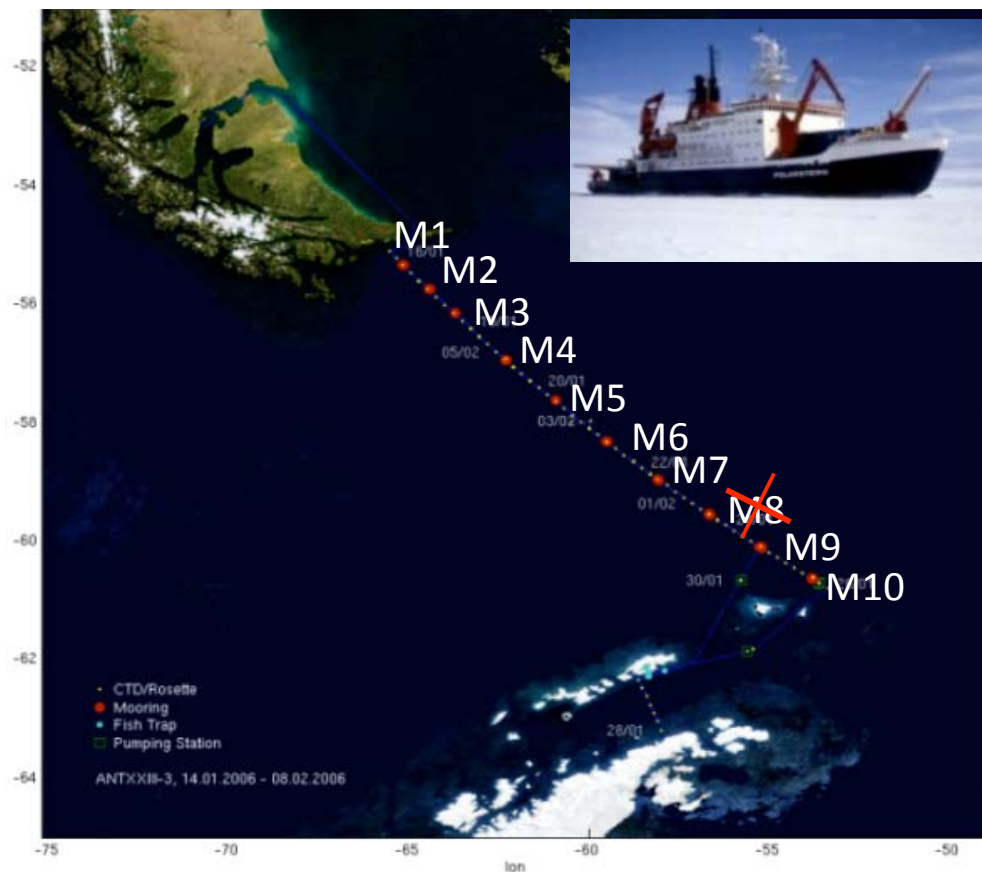 -52
POLARSTERN
-54
M1
16/01
M2
-56
M3
05/02
M4
20/01
M5
03/02
-58
M6
M7
01/02
M8
-60
M9
30/01
M10
-62
CTD/Rosette
Mooring
Fish Trap
Pumping Station
28/01
ANTXXIII-3, 14.01.2006 - 08.02.2006
-64
-75
-70
-65
-60
-55
-50
lon